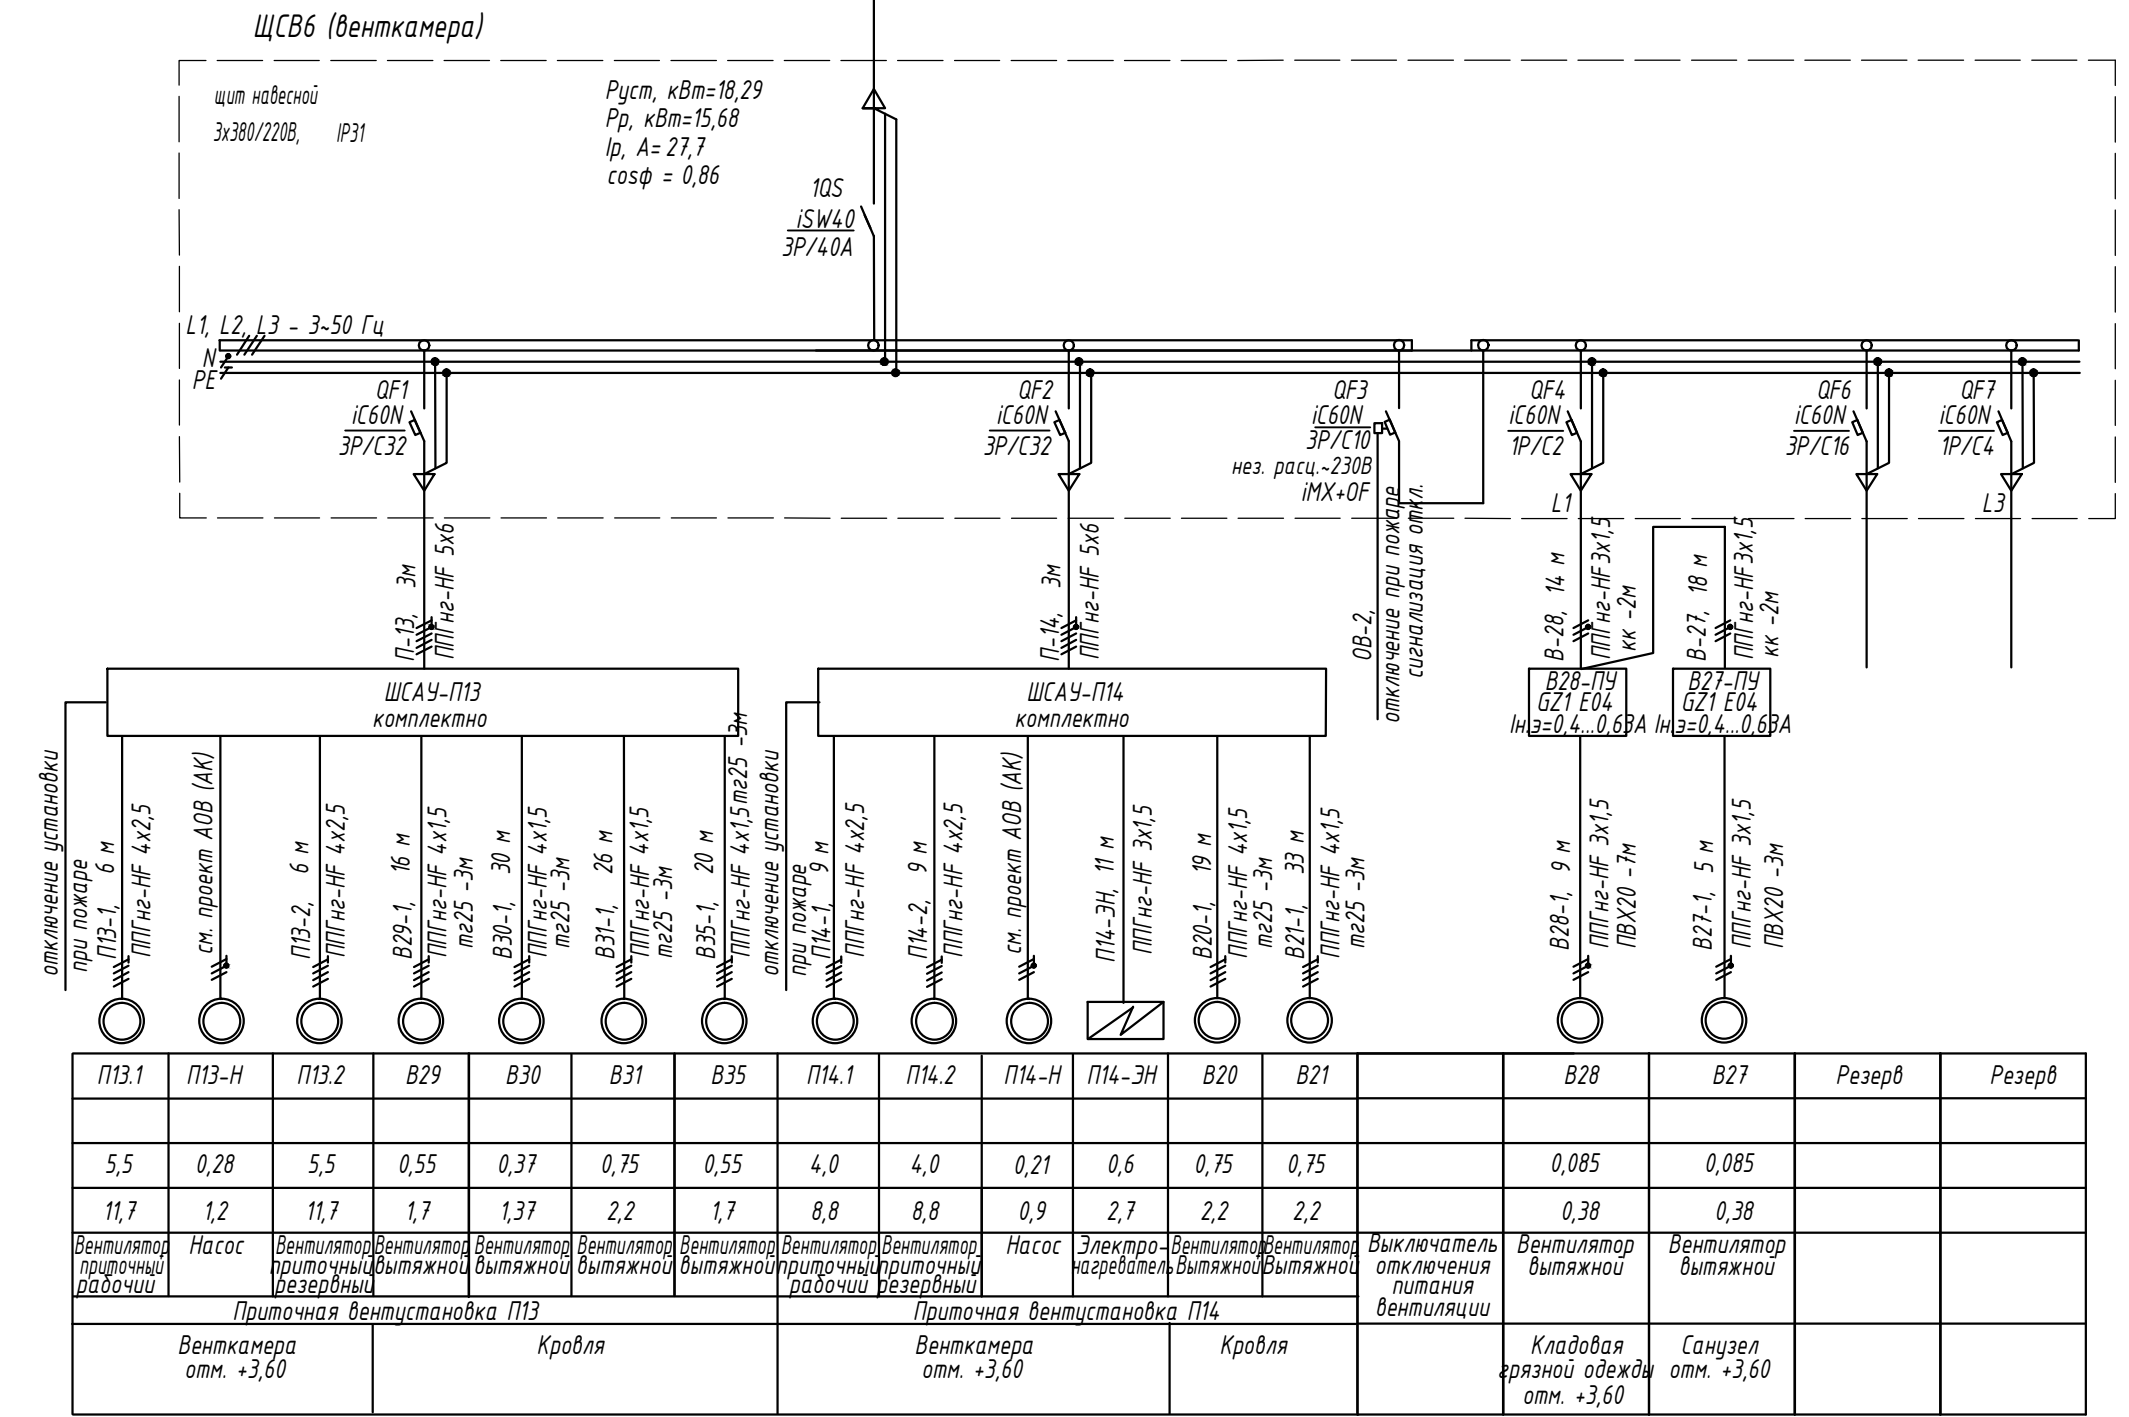 ЩСВ6 (венткамера)
щит навесной
3х380/220В, IP31
Руст, кВт=18,29
Рр, кВт=15,68
Iр, А= 27,7
cosф = 0,86
1QS
iSW40
3P/40A
L1, L2, L3 - 3~50 Гц
N
PE
QF1
iC60N
3P/C32
QF2
iC60N
3P/C32
QF3
iC60N
3P/C10
нез. расц.~230В
iMX+OF
QF4
iC60N
1P/C2
L1
QF6
iC60N
3P/C16
QF7
iC60N
1P/C4
L3
П-13, 3м
ППГнг-HF 5х6
П-14, 3м
ППГнг-HF 5х6
ОВ-2,
отключение при пожаре
сигнализация откл.
В-28, 14 м
ППГнг-HF 3х1,5
кк -2м
В-27, 18 м
ППГнг-HF 3х1,5
кк -2м
ШСАУ-П13
комплектно
ШСАУ-П14
комплектно
В28-ПУ
GZ1 E04
Iн.э=0,4...0,63А
В27-ПУ
GZ1 E04
Iн.э=0,4...0,63А
отключение установки
при пожаре
П13-1, 6 м
ППГнг-HF 4х2,5
см. проект АОВ (АК)
П13-2, 6 м
ППГнг-HF 4х2,5
В29-1, 16 м
ППГнг-HF 4х1,5
тг25 -3м
В30-1, 30 м
ППГнг-HF 4х1,5
тг25 -3м
В31-1, 26 м
ППГнг-HF 4х1,5
тг25 -3м
В35-1, 20 м
ППГнг-HF 4х1,5 тг25 -3м
отключение установки
при пожаре
П14-1, 9 м
ППГнг-HF 4х2,5
П14-2, 9 м
ППГнг-HF 4х2,5
см. проект АОВ (АК)
П14-ЭН, 11 м
ППГнг-HF 3х1,5
В20-1, 19 м
ППГнг-HF 4х1,5
тг25 -3м
В21-1, 33 м
ППГнг-HF 4х1,5
тг25 -3м
В28-1, 9 м
ППГнг-HF 3х1,5
ПВХ20 -7м
В27-1, 5 м
ППГнг-HF 3х1,5
ПВХ20 -3м
П13.1 П13-Н П13.2 В29 В30 В31 В35 П14.1 П14.2 П14-Н П14-ЭН В20 В21 В28 В27 Резерв Резерв
5,5 0,28 5,5 0,55 0,37 0,75 0,55 4,0 4,0 0,21 0,6 0,75 0,75 0,085 0,085
11,7 1,2 11,7 1,7 1,37 2,2 1,7 8,8 8,8 0,9 2,7 2,2 2,2 0,38 0,38
Вентилятор
приточный
рабочий
Насос
Вентилятор
приточный
резервный
Вентилятор
вытяжной
Вентилятор
вытяжной
Вентилятор
вытяжной
Вентилятор
вытяжной
Вентилятор
приточный
рабочий
Вентилятор
приточный
резервный
Насос
Электро-
нагреватель
Вентилятор
Вытяжной
Вентилятор
Вытяжной
Выключатель
отключения
питания
вентиляции
Вентилятор
вытяжной
Вентилятор
вытяжной
Приточная вентустановка П13
Приточная вентустановка П14
Венткамера
отм. +3,60
Кровля
Венткамера
отм. +3,60
Кровля
Кладовая
грязной одежды
отм. +3,60
Санузел
отм. +3,60